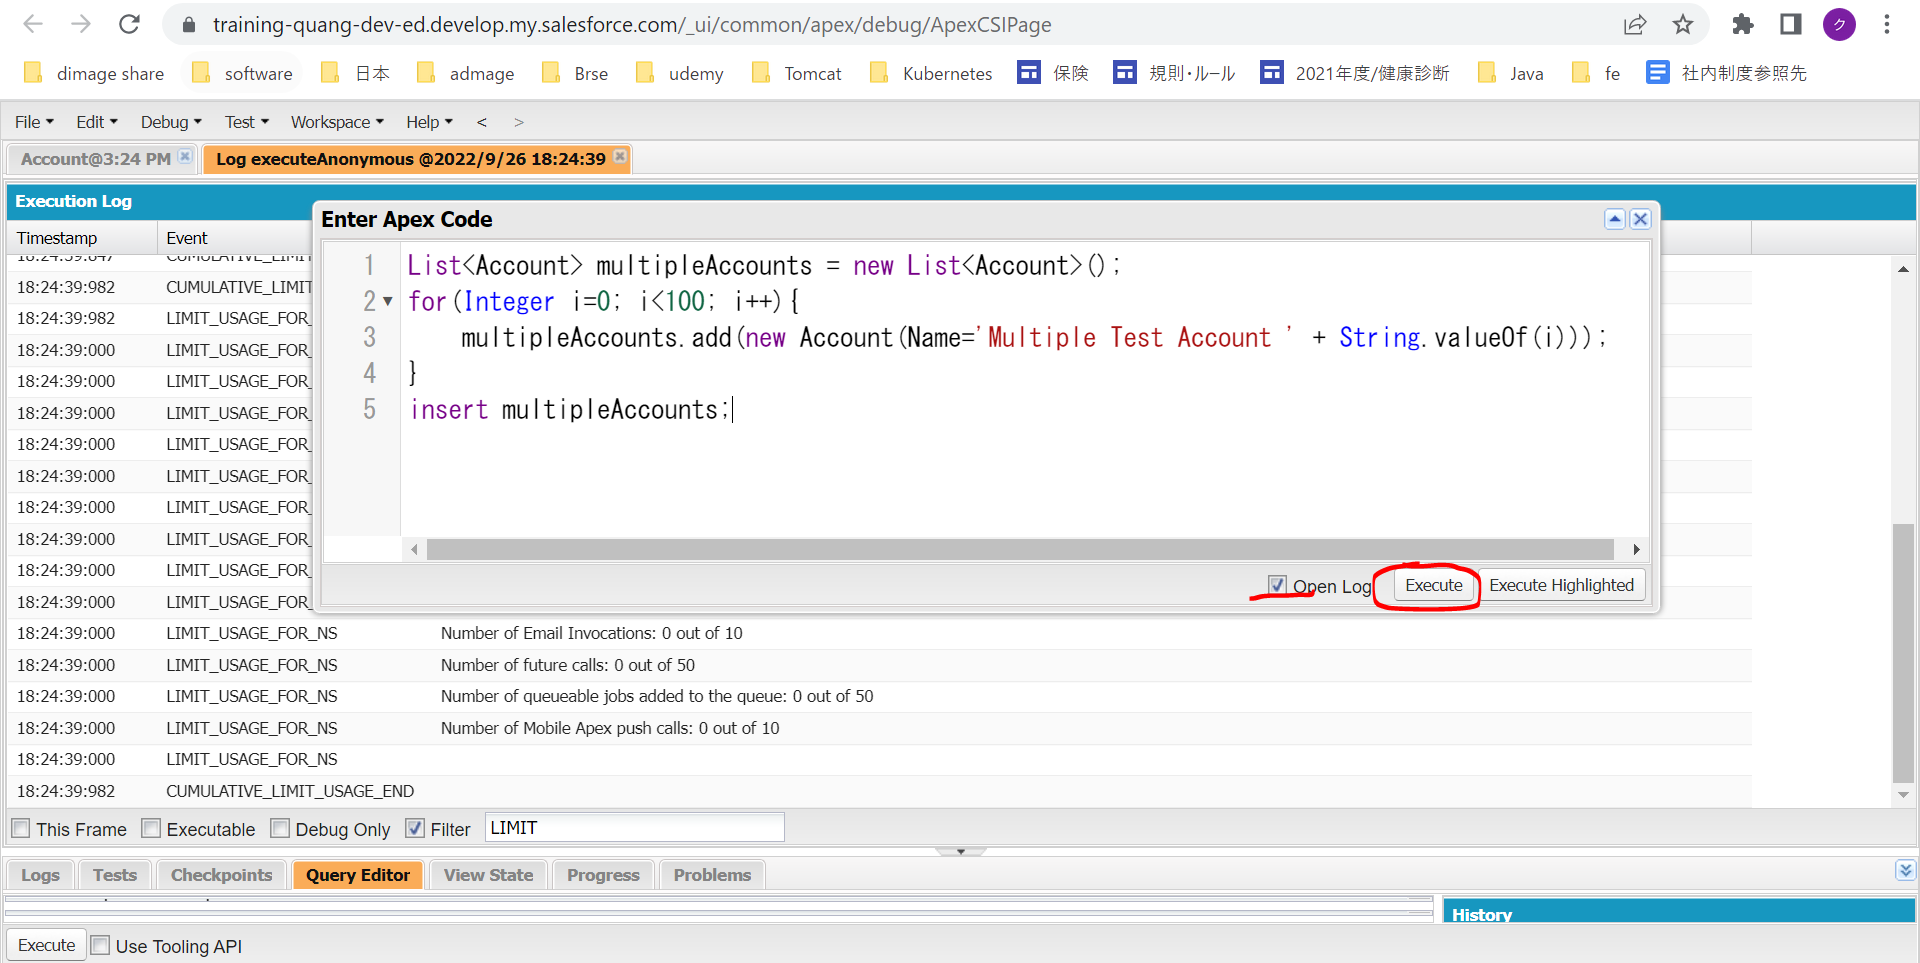 training-quang-dev-ed.develop.my.salesforce.com/_ui/common/apex/debug/ApexCSIPage
ク
dimage share software 日本 admage Brse udemy Tomcat Kubernetes 保険 規則・ルール 2021年度/健康診断 Java fe 社内制度参照先
File Edit Debug Test Workspace Help < >
Account@3:24 PM Log executeAnonymous @2022/9/26 18:24:39
Execution Log
Enter Apex Code
Timestamp Event
18:24:39:847 CUMULATIVE_LIMIT
1 List<Account> multipleAccounts = new List<Account>();
18:24:39:982 CUMULATIVE_LIMIT
2 for(Integer i=0; i<100; i++){
18:24:39:982 LIMIT_USAGE_FOR_
3 multipleAccounts.add(new Account(Name='Multiple Test Account ' + String.valueOf(i)));
18:24:39:000 LIMIT_USAGE_FOR_
4 }
18:24:39:000 LIMIT_USAGE_FOR_
5 insert multipleAccounts;
18:24:39:000 LIMIT_USAGE_FOR_
18:24:39:000 LIMIT_USAGE_FOR_
18:24:39:000 LIMIT_USAGE_FOR_
18:24:39:000 LIMIT_USAGE_FOR_
18:24:39:000 LIMIT_USAGE_FOR_
18:24:39:000 LIMIT_USAGE_FOR_
Open Log Execute Execute Highlighted
18:24:39:000 LIMIT_USAGE_FOR_
18:24:39:000 LIMIT_USAGE_FOR_NS Number of Email Invocations: 0 out of 10
18:24:39:000 LIMIT_USAGE_FOR_NS Number of future calls: 0 out of 50
18:24:39:000 LIMIT_USAGE_FOR_NS Number of queueable jobs added to the queue: 0 out of 50
18:24:39:000 LIMIT_USAGE_FOR_NS Number of Mobile Apex push calls: 0 out of 10
18:24:39:000 LIMIT_USAGE_FOR_NS
18:24:39:982 CUMULATIVE_LIMIT_USAGE_END
This Frame Executable Debug Only Filter LIMIT
Logs Tests Checkpoints Query Editor View State Progress Problems
History
Execute Use Tooling API